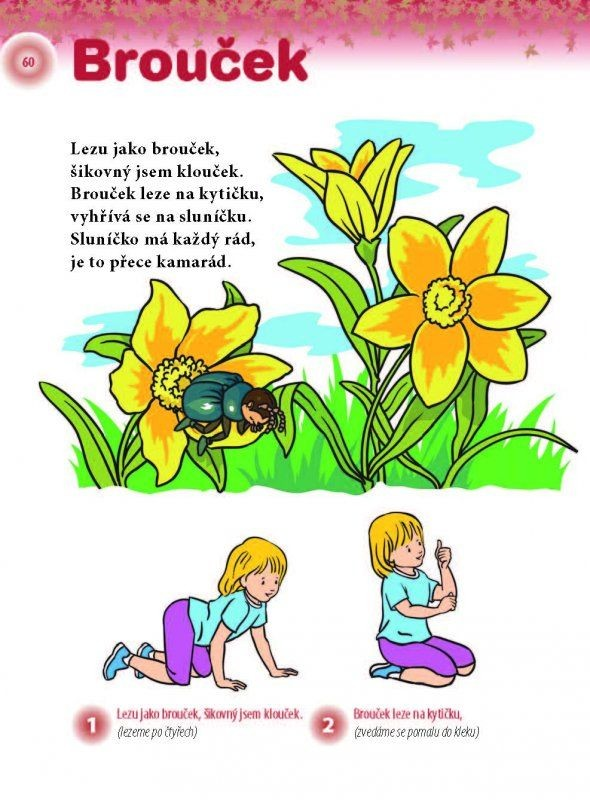 60
Brouček
Lezu jako brouček,
šikovný jsem klouček.
Brouček leze na kytičku,
vyhřívá se na sluníčku.
Sluníčko má každý rád,
je to přece kamarád.
1
Lezu jako brouček, šikovný jsem klouček.
(lezeme po čtyřech)
2
Brouček leze na kytičku,
(zvedáme se pomalu do kleku)